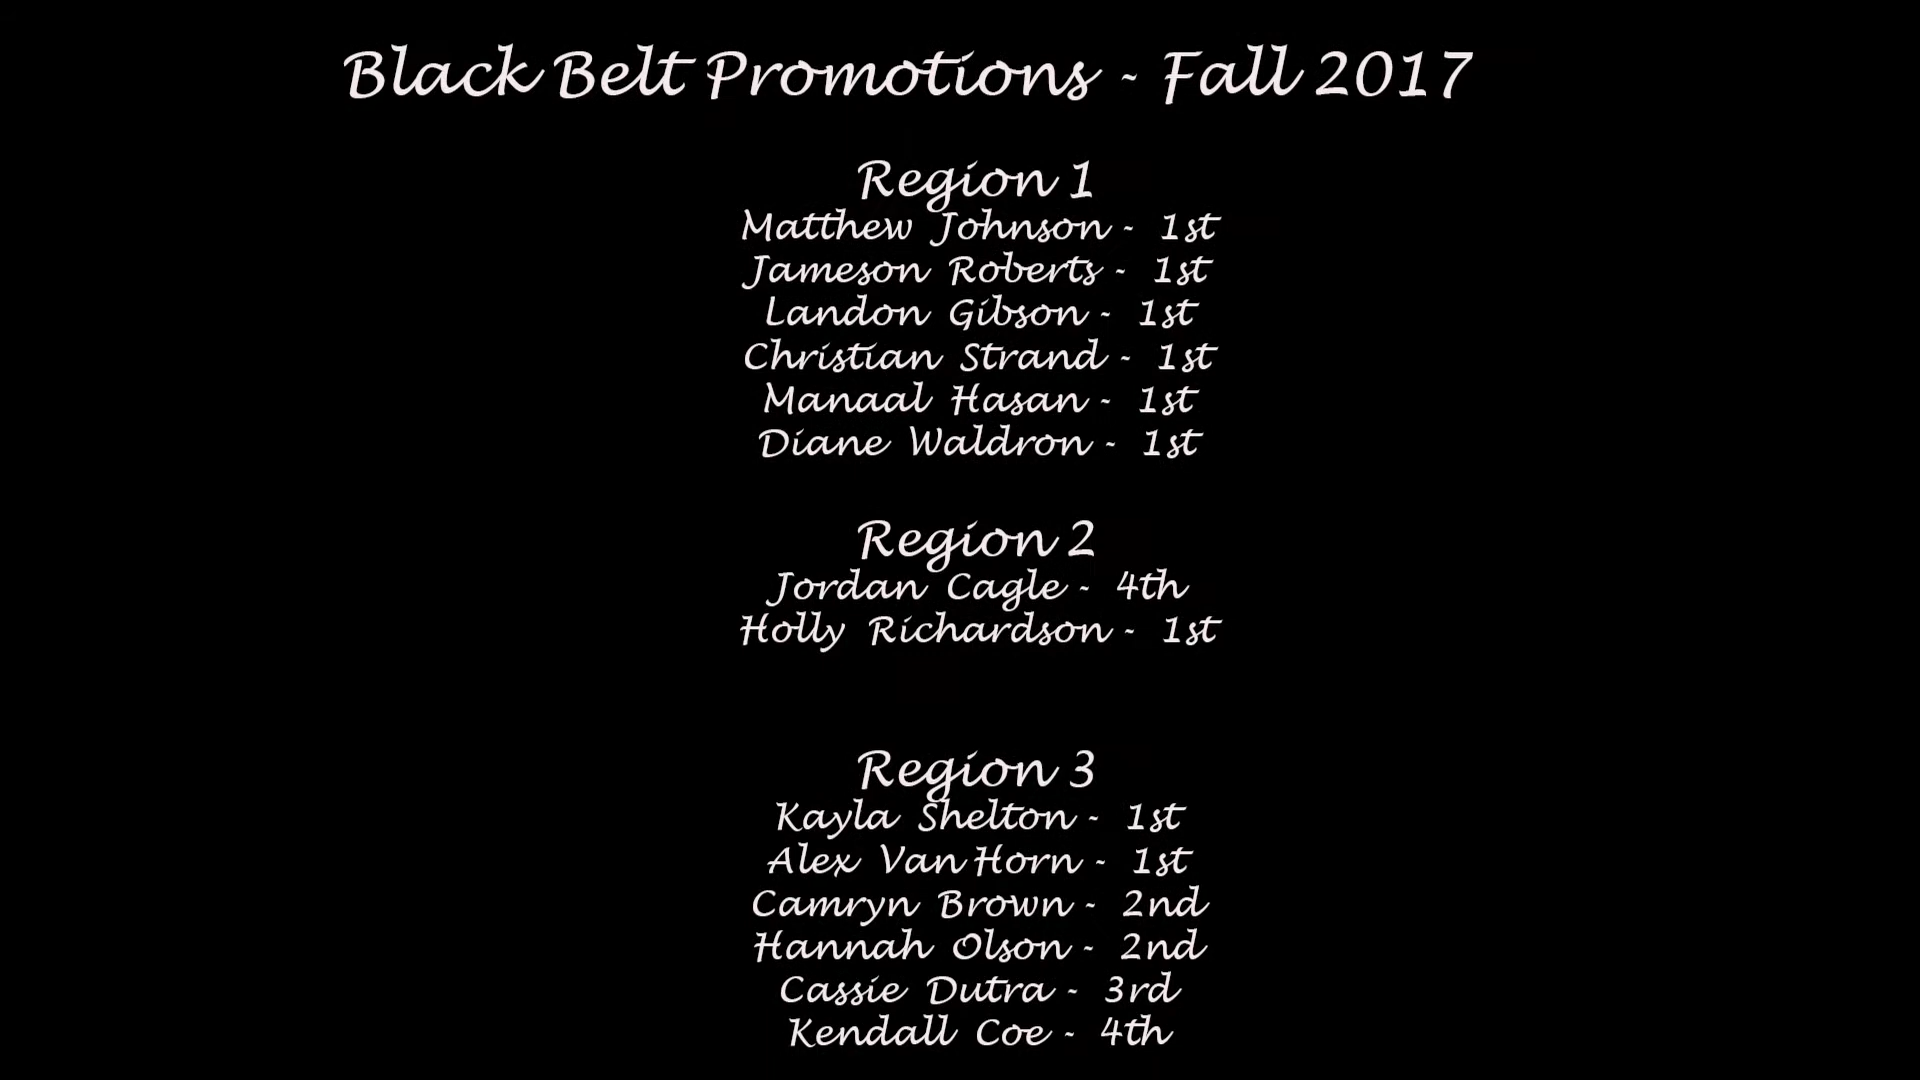 Black Belt Promotions - Fall 2017
Region 1
Matthew Johnson - 1st
Jameson Roberts - 1st
Landon Gibson - 1st
Christian Strand - 1st
Manaal Hasan - 1st
Diane Waldron - 1st
Region 2
Jordan Cagle - 4th
Holly Richardson - 1st
Region 3
Kayla Shelton - 1st
Alex Van Horn - 1st
Camryn Brown - 2nd
Hannah Olson - 2nd
Cassie Dutra - 3rd
Kendall Coe - 4th